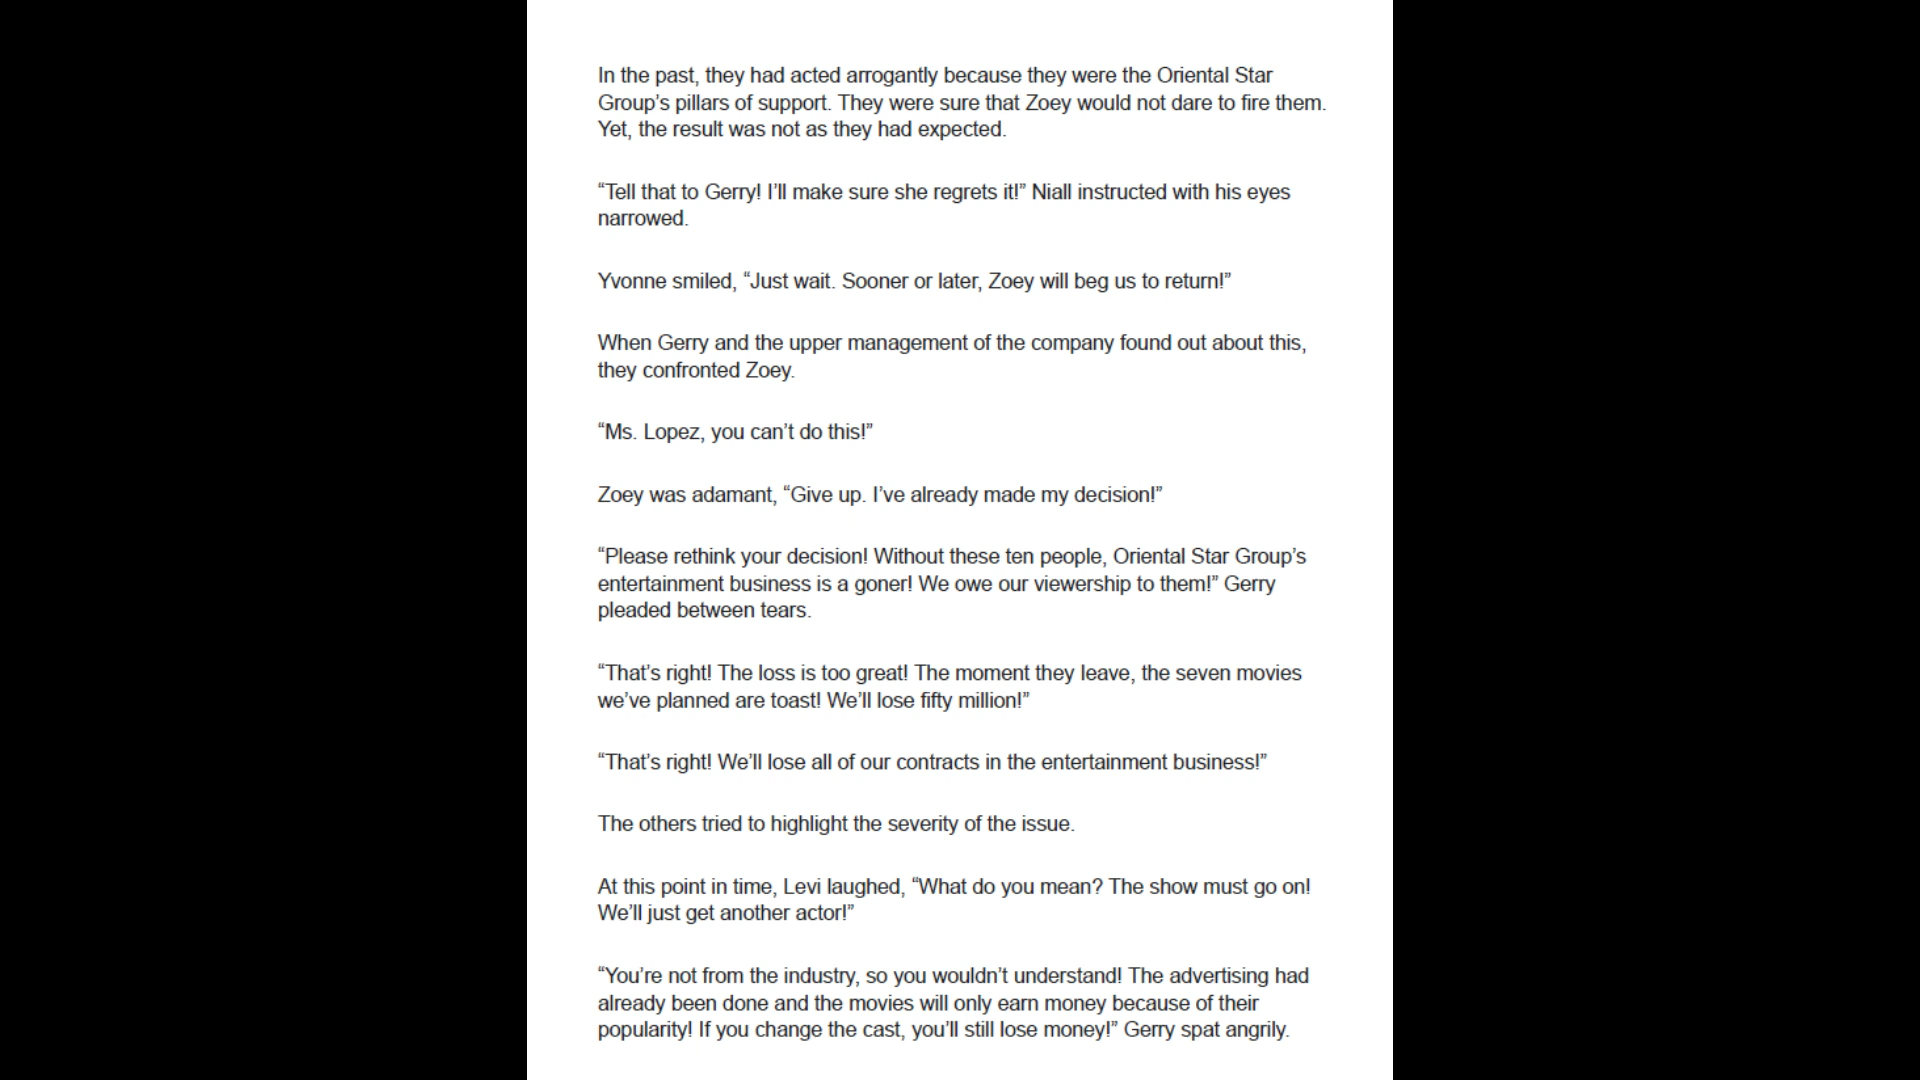 In the past, they had acted arrogantly because they were the Oriental Star
Group’s pillars of support. They were sure that Zoey would not dare to fire them.
Yet, the result was not as they had expected.
“Tell that to Gerry! I’ll make sure she regrets it!” Niall instructed with his eyes
narrowed.
Yvonne smiled, “Just wait. Sooner or later, Zoey will beg us to return!”
When Gerry and the upper management of the company found out about this,
they confronted Zoey.
“Ms. Lopez, you can’t do this!”
Zoey was adamant, “Give up. I’ve already made my decision!”
“Please rethink your decision! Without these ten people, Oriental Star Group’s
entertainment business is a goner! We owe our viewership to them!” Gerry
pleaded between tears.
“That’s right! The loss is too great! The moment they leave, the seven movies
we’ve planned are toast! We’ll lose fifty million!”
“That’s right! We’ll lose all of our contracts in the entertainment business!”
The others tried to highlight the severity of the issue.
At this point in time, Levi laughed, “What do you mean? The show must go on!
We’ll just get another actor!”
“You’re not from the industry, so you wouldn’t understand! The advertising had
already been done and the movies will only earn money because of their
popularity! If you change the cast, you’ll still lose money!” Gerry spat angrily.